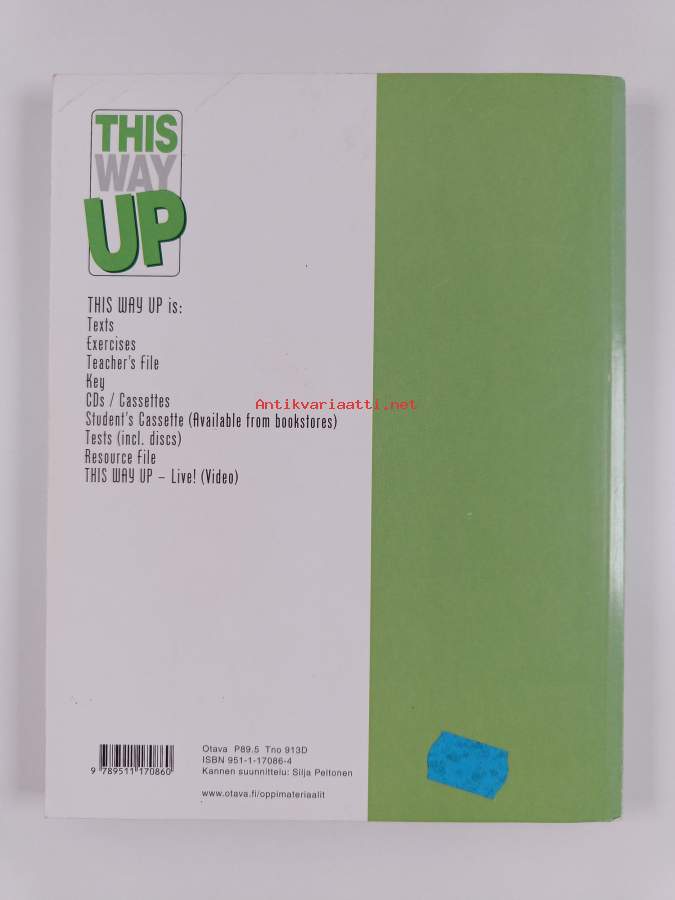 THIS
WAY
UP
THIS WAY UP is:
Texts
Exercises
Teacher's file
Key
CDs / Cassettes
Antikvariaatti.net
Student's Cassette (Available from bookstores)
Tests (incl. discs)
Resource file
THIS WAY UP – Live! (Video)
Otava P89.5 Tno 913D
ISBN 951-1-17086-4
Kannen suunnittelu: Silja Peltonen
9 789511 170860
www.otava.fi/oppimateriaalit